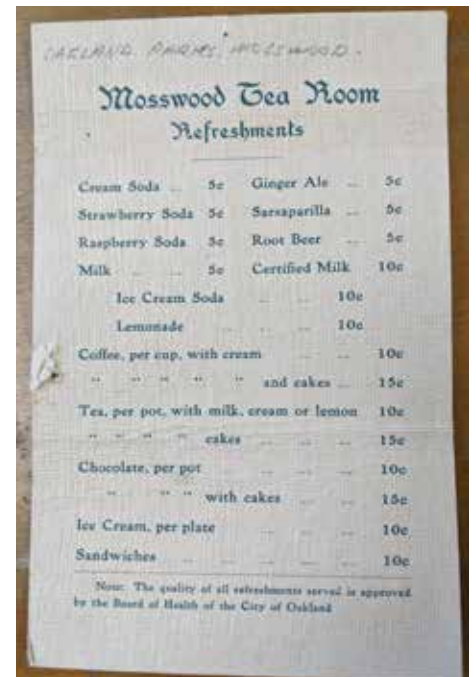 OAKLAND PARKS, MOSSWOOD.
Mosswood Tea Room
Refreshments
Cream Soda .. 5c Ginger Ale ... 5c
Strawberry Soda 5c Sarsaparilla ... 5c
Raspberry Soda 5c Root Beer ... 5c
Milk ... ... 5c Certified Milk 10c
Ice Cream Soda ... ... 10c
Lemonade ... ... ... 10c
Coffee, per cup, with cream ... ... 10c
" " " " " and cakes ... 15c
Tea, per pot, with milk, cream or lemon 10c
" " " " cakes ... ... ... 15c
Chocolate, per pot ... ... ... 10c
" " " with cakes ... ... 15c
Ice Cream, per plate ... ... ... 10c
Sandwiches ... ... ... ... ... 10c
Note: The quality of all refreshments served is approved
by the Board of Health of the City of Oakland